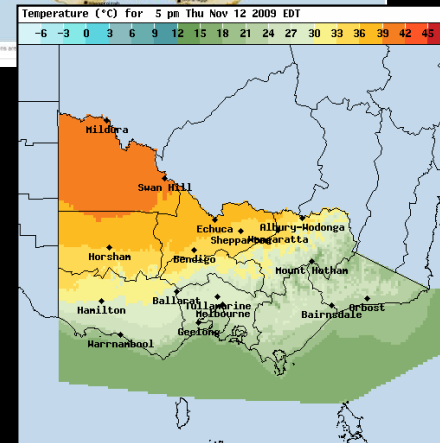 Temperature (°C) for 5 pm Thu Nov 12 2009 EDT
-6 -3 0 3 6 9 12 15 18 21 24 27 30 33 36 39 42 45
Mildura
Swan Hill
Echuca
Albury-Wodonga
Shepparton
Wangaratta
Horsham
Bendigo
Mount Hotham
Ballarat
Tullamarine
Hamilton
Melbourne
Bairnsdale
Orbost
Geelong
Warrnambool